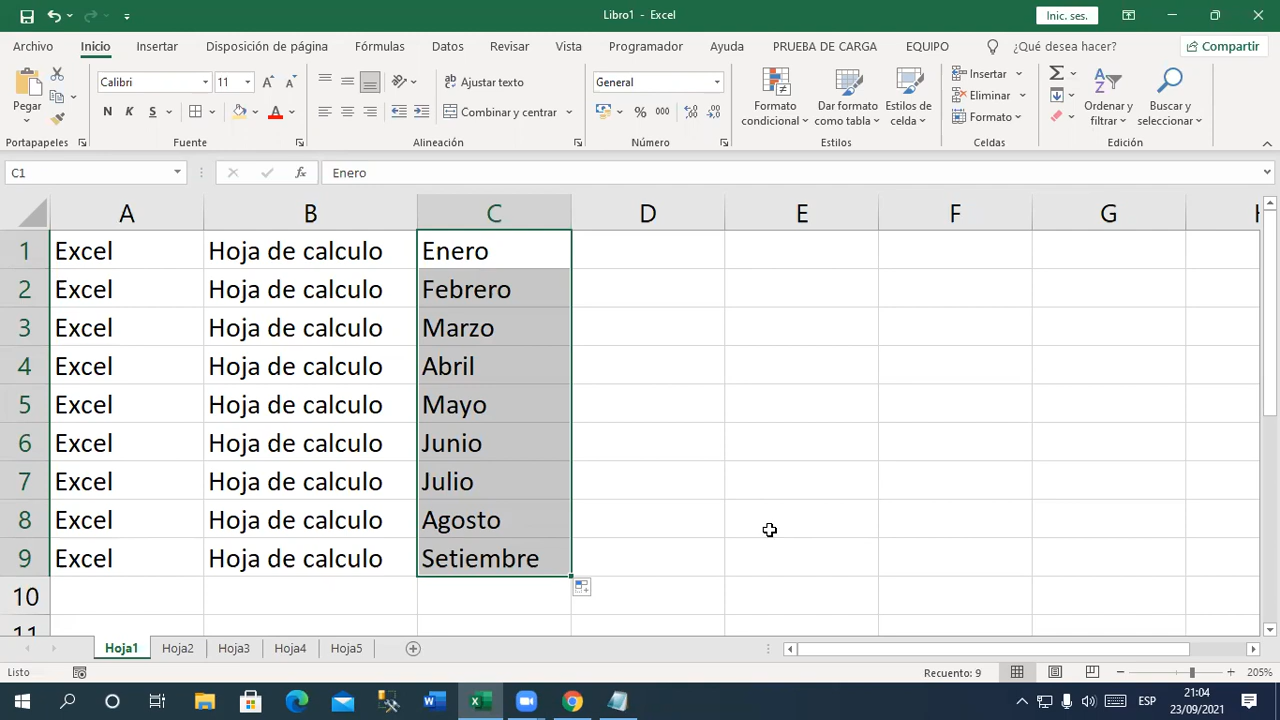 Libro1 - Excel
Inic. ses.
Archivo Inicio Insertar Disposición de página Fórmulas Datos Revisar Vista Programador Ayuda PRUEBA DE CARGA EQUIPO ¿Qué desea hacer? Compartir
Pegar
Calibri 11
N K S
Ajustar texto
Combinar y centrar
General
% 000
Formato condicional
Dar formato como tabla
Estilos de celda
Insertar
Eliminar
Formato
Ordenar y filtrar
Buscar y seleccionar
Portapapeles Fuente Alineación Número Estilos Celdas Edición
C1 fx Enero
A B C D E F G H
1 Excel Hoja de calculo Enero
2 Excel Hoja de calculo Febrero
3 Excel Hoja de calculo Marzo
4 Excel Hoja de calculo Abril
5 Excel Hoja de calculo Mayo
6 Excel Hoja de calculo Junio
7 Excel Hoja de calculo Julio
8 Excel Hoja de calculo Agosto
9 Excel Hoja de calculo Setiembre
10
11
Hoja1 Hoja2 Hoja3 Hoja4 Hoja5
Listo Recuento: 9 205%
ESP 21:04
23/09/2021